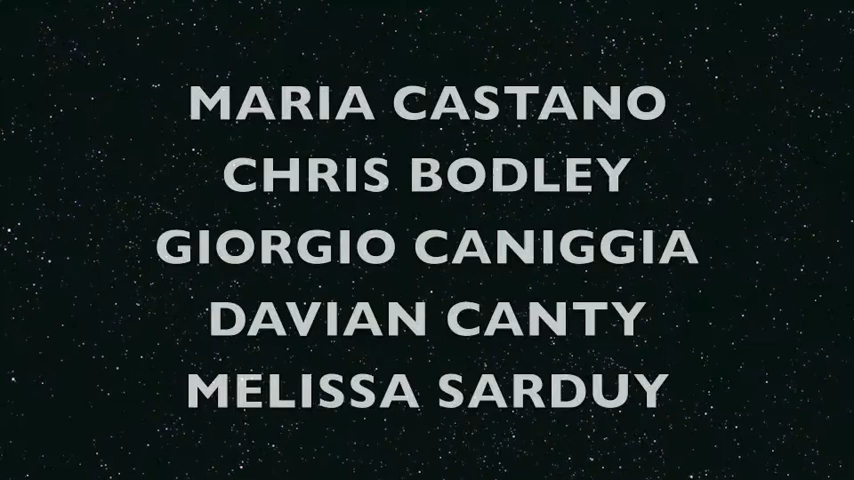 MARIA CASTANO
CHRIS BODLEY
GIORGIO CANIGGIA
DAVIAN CANTY
MELISSA SARDUY